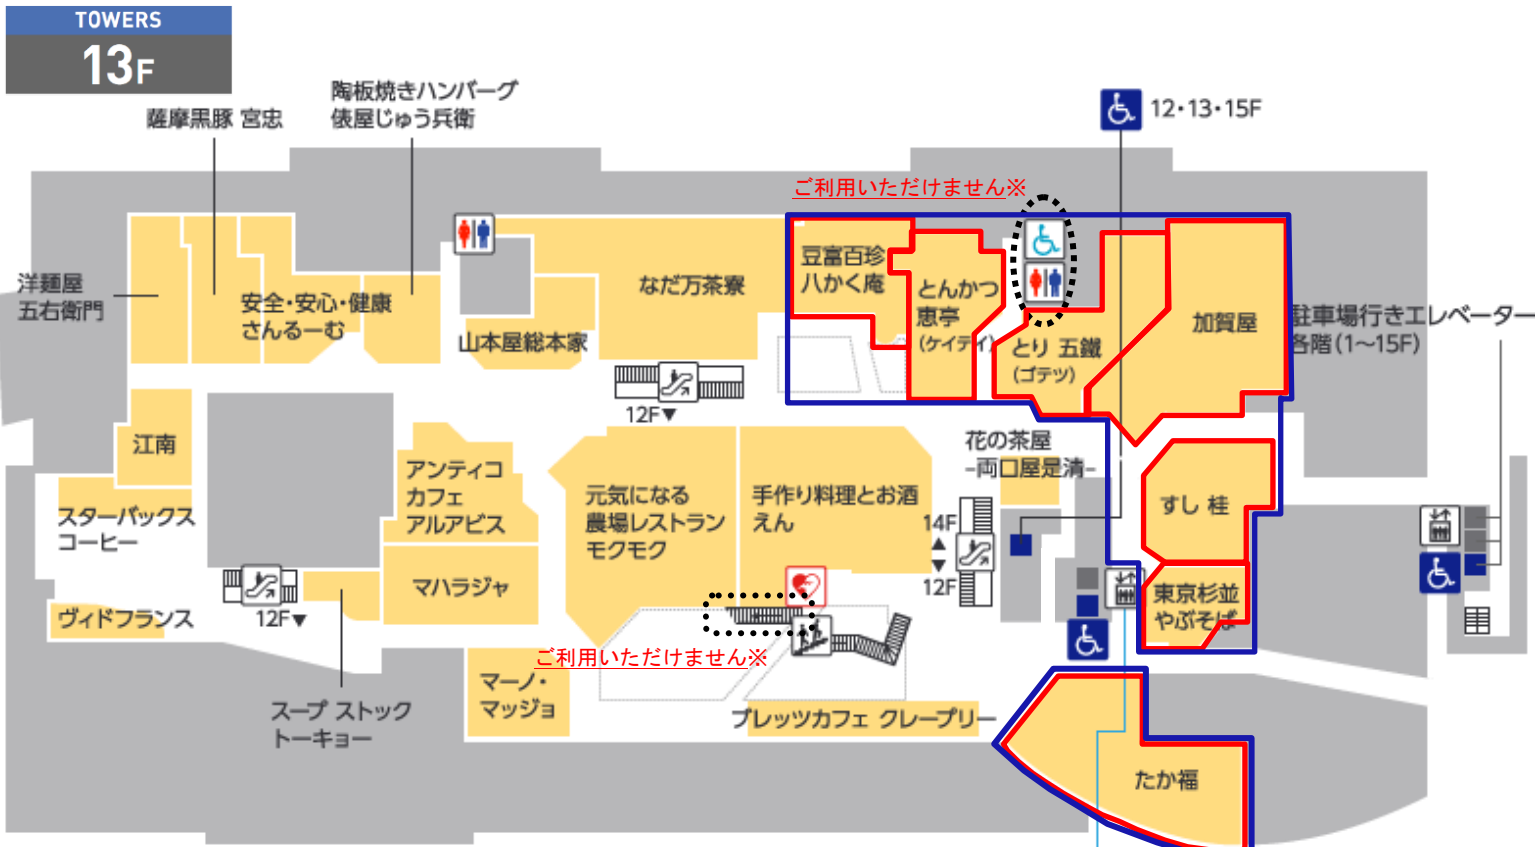 TOWERS
13F
陶板焼きハンバーグ
俵屋じゅう兵衛
薩摩黒豚 宮忠
12・13・15F
ご利用いただけません※
洋麺屋
五右衛門
安全・安心・健康
さんるーむ
山本屋総本家
なだ万茶寮
豆富百珍
八かく庵
とんかつ
恵亭
(ケイテイ)
とり 五鐵
(ゴテツ)
加賀屋
駐車場行きエレベーター
各階(1〜15F)
12F▼
江南
スターバックス
コーヒー
アンティコ
カフェ
アルアビス
元気になる
農場レストラン
モクモク
手作り料理とお酒
えん
花の茶屋
-両口屋是清-
14F
▲
▼
12F
すし 桂
東京杉並
やぶそば
マハラジャ
ヴィドフランス
12F▼
ご利用いただけません※
スープ ストック
トーキョー
マーノ・
マッジョ
ブレッツカフェ クレープリー
たか福